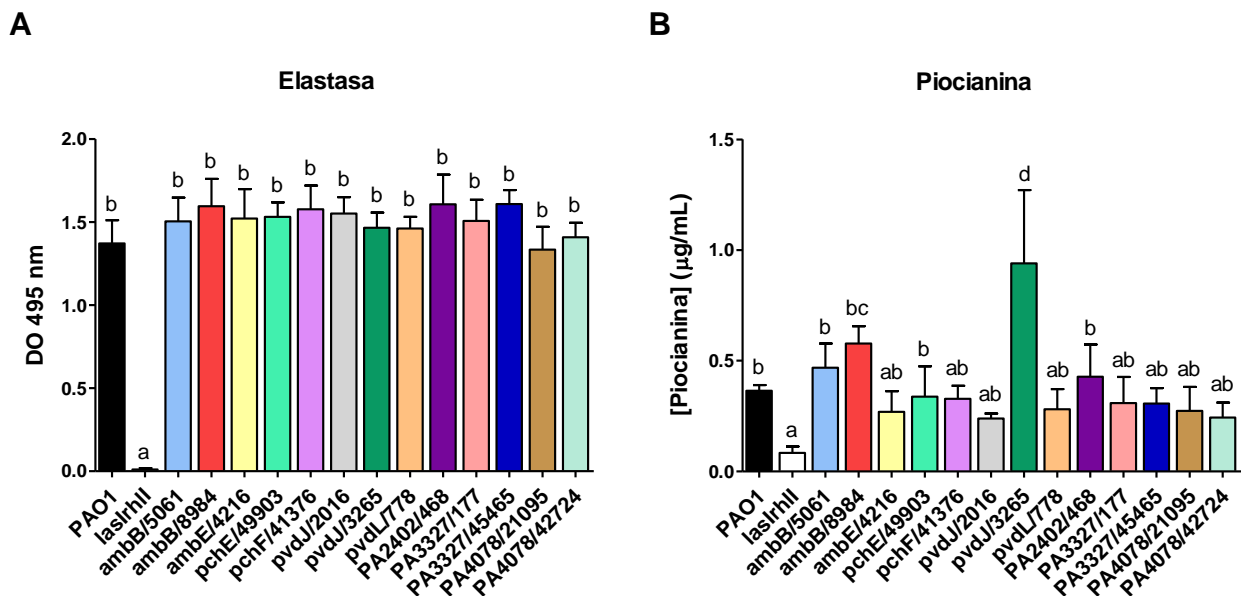 A
B
Elastasa
Piocianina
DO 495 nm
2.0
1.5
1.0
0.5
0.0
b
a
b
b
b
b
b
b
b
b
b
b
b
b
b
PAO1
lasIrhlI
ambB/5061
ambB/8984
ambE/4216
pchE/49903
pchF/41376
pvdJ/2016
pvdJ/3265
pvdL/778
PA2402/468
PA3327/177
PA3327/45465
PA4078/21095
PA4078/42724
[Piocianina] (µg/mL)
1.5
1.0
0.5
0.0
b
a
b
bc
ab
b
ab
ab
d
ab
b
ab
ab
ab
ab
PAO1
lasIrhlI
ambB/5061
ambB/8984
ambE/4216
pchE/49903
pchF/41376
pvdJ/2016
pvdJ/3265
pvdL/778
PA2402/468
PA3327/177
PA3327/45465
PA4078/21095
PA4078/42724